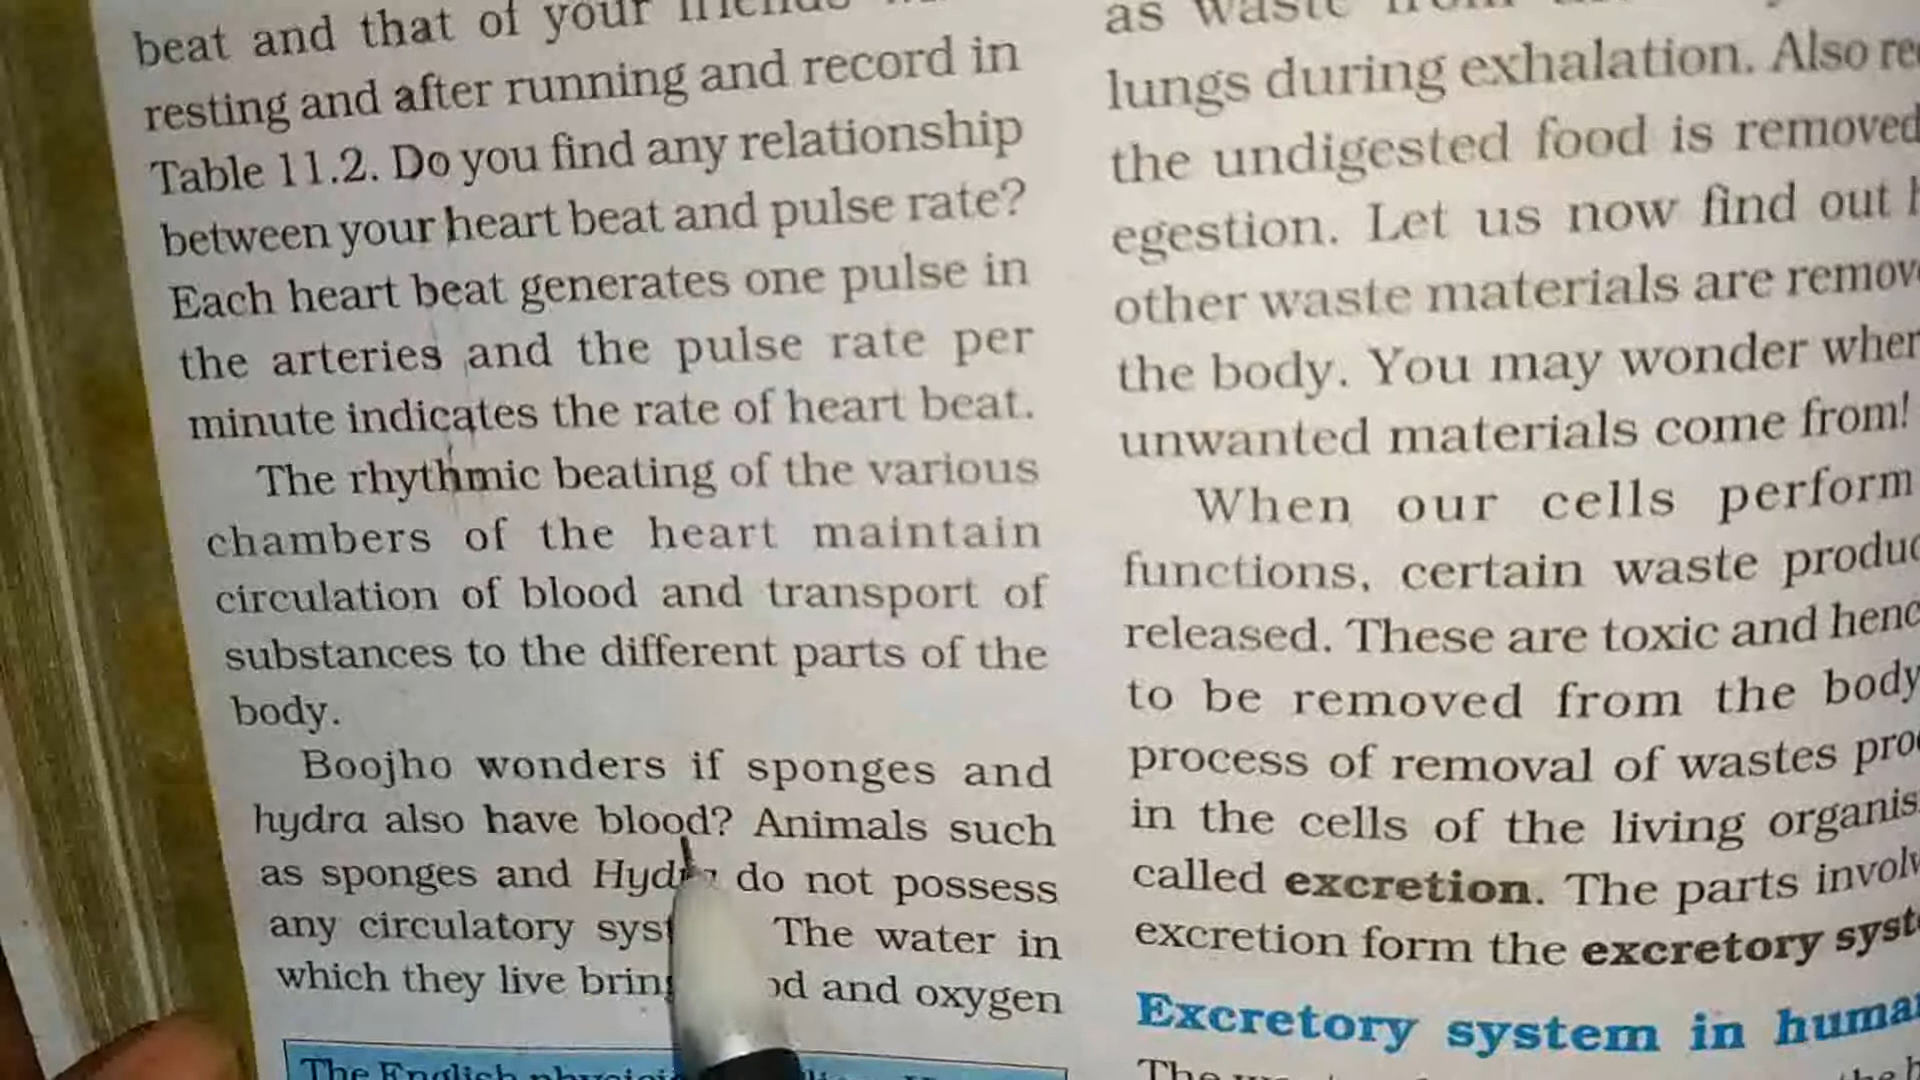 beat and that of your friends
resting and after running and record in
Table 11.2. Do you find any relationship
between your heart beat and pulse rate?
Each heart beat generates one pulse in
the arteries and the pulse rate per
minute indicates the rate of heart beat.
The rhythmic beating of the various
chambers of the heart maintain
circulation of blood and transport of
substances to the different parts of the
body.
Boojho wonders if sponges and
hydra also have blood? Animals such
as sponges and Hydra do not possess
any circulatory The water in
which they live and oxygen
The English
as waste from
lungs during exhalation. Also
the undigested food is removed
egestion. Let us now find out
other waste materials are
the body. You may wonder
unwanted materials come from!
When our cells perform
functions, certain waste
released. These are toxic and
to be removed from the body
process of removal of wastes
in the cells of the living
called excretion. The parts
excretion form the excretory
Excretory system in